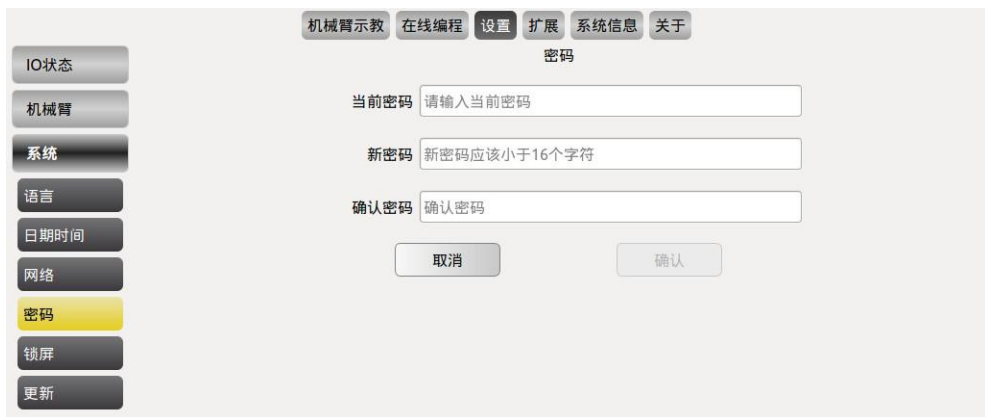 机械臂示教 在线编程 设置 扩展 系统信息 关于
密码
IO状态
机械臂
系统
语言
日期时间
网络
密码
锁屏
更新
当前密码 请输入当前密码
新密码 新密码应该小于16个字符
确认密码 确认密码
取消 确认